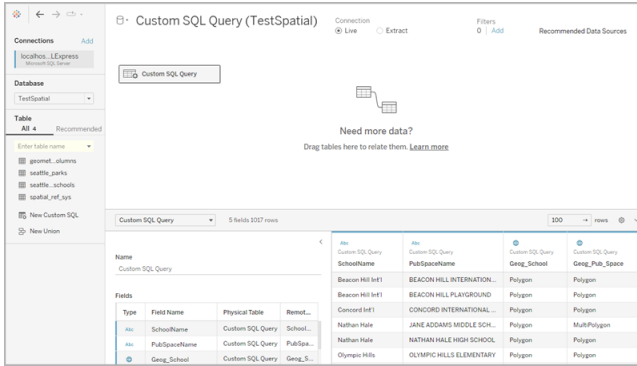 Custom SQL Query (TestSpatial)
Connection
Live
Extract
Filters
0 | Add
Recommended Data Sources
Connections
Add
localhos...LExpress
Microsoft SQL Server
Database
TestSpatial
Table
All 4
Recommended
Enter table name
geomet...olumns
seattle_parks
seattle...schools
spatial_ref_sys
New Custom SQL
New Union
Custom SQL Query
Need more data?
Drag tables here to relate them. Learn more
Custom SQL Query
5 fields 1017 rows
100
rows
Name
Custom SQL Query
Fields
Type
Field Name
Physical Table
Remot...
Abc
SchoolName
Custom SQL Query
School...
Abc
PubSpaceName
Custom SQL Query
PubSpa...
Geog_School
Custom SQL Query
Geog_S...
Abc
Custom SQL Query
SchoolName
Abc
Custom SQL Query
PubSpaceName
Custom SQL Query
Geog_School
Custom SQL Query
Geog_Pub_Space
Beacon Hill Int'l
BEACON HILL INTERNATION...
Polygon
Polygon
Beacon Hill Int'l
BEACON HILL PLAYGROUND
Polygon
Polygon
Concord Int'l
CONCORD INTERNATIONAL ...
Polygon
Polygon
Nathan Hale
JANE ADDAMS MIDDLE SCH...
Polygon
MultiPolygon
Nathan Hale
NATHAN HALE HIGH SCHOOL
Polygon
Polygon
Olympic Hills
OLYMPIC HILLS ELEMENTARY
Polygon
Polygon